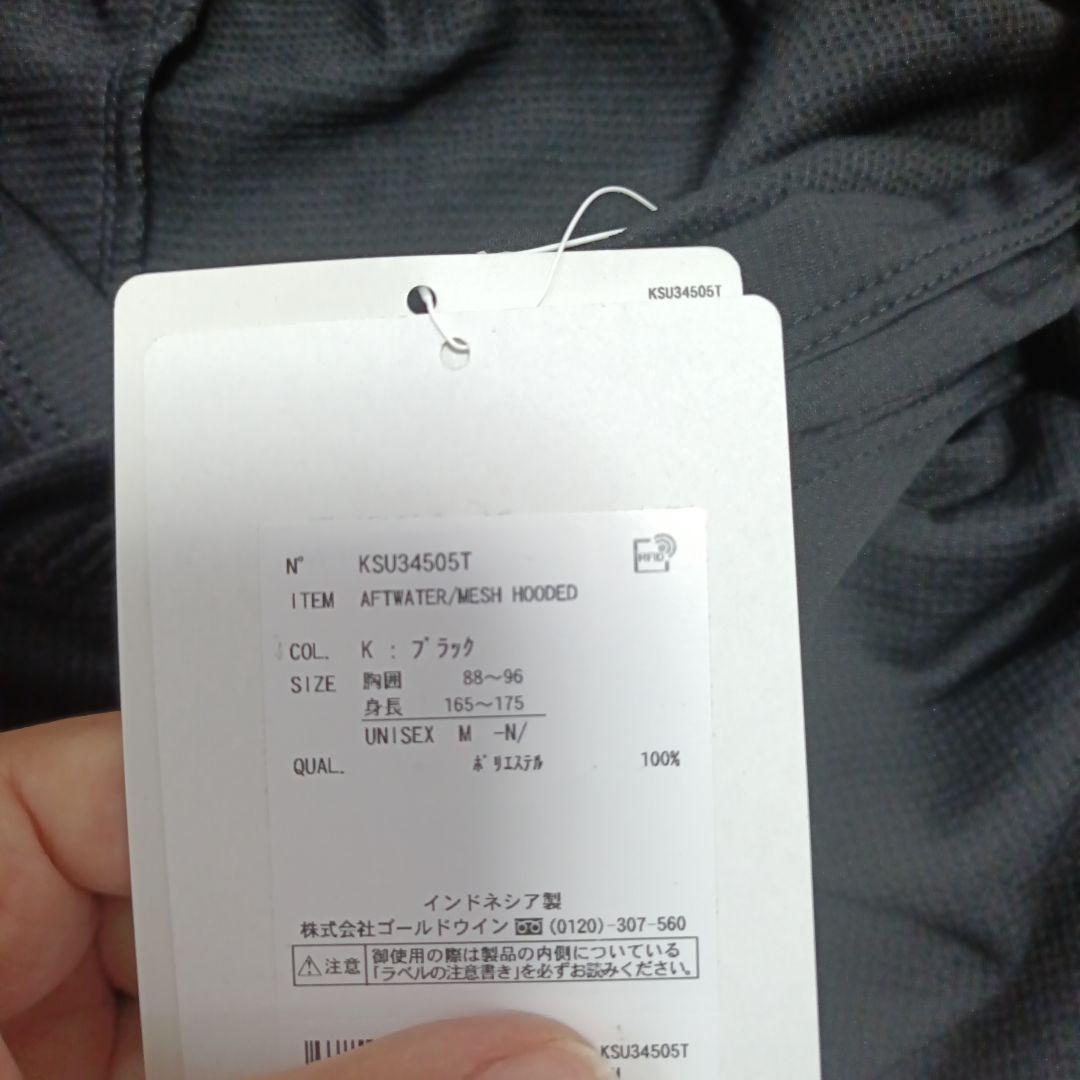 KSU34505T
N° KSU34505T
RFID
ITEM AFTWATER/MESH HOODED
COL. K : ブラック
SIZE 胸囲 88〜96
身長 165〜175
UNISEX M -N/
QUAL. ポリエステル 100%
インドネシア製
株式会社ゴールドウイン (0120)-307-560
注意 御使用の際は製品の内側についている
「ラベルの注意書き」を必ずお読みください。
KSU34505T